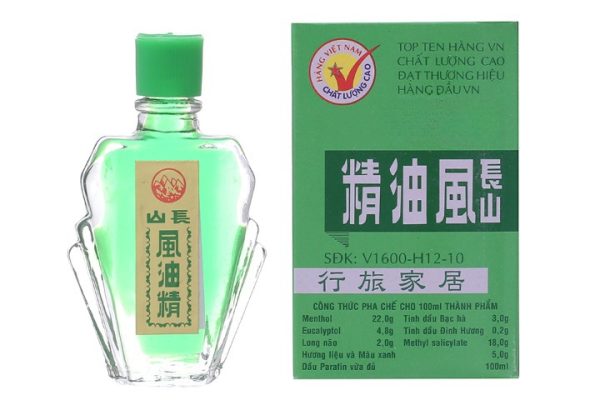 長山
風油精
HÀNG VIỆT NAM
CHẤT LƯỢNG CAO
TOP TEN HÀNG VN
CHẤT LƯỢNG CAO
ĐẠT THƯƠNG HIỆU
HÀNG ĐẦU VN
長山風油精
SĐK: V1600-H12-10
居家旅行
CÔNG THỨC PHA CHẾ CHO 100ml THÀNH PHẨM
Menthol 22,0g Tinh dầu Bạc hà 3,0g
Eucalyptol 4,8g Tinh dầu Đinh Hương 0,2g
Long não 2,0g Methyl salicylate 18,0g
Hương liệu và Màu xanh 5,0g
Dầu Parafin vừa đủ 100ml